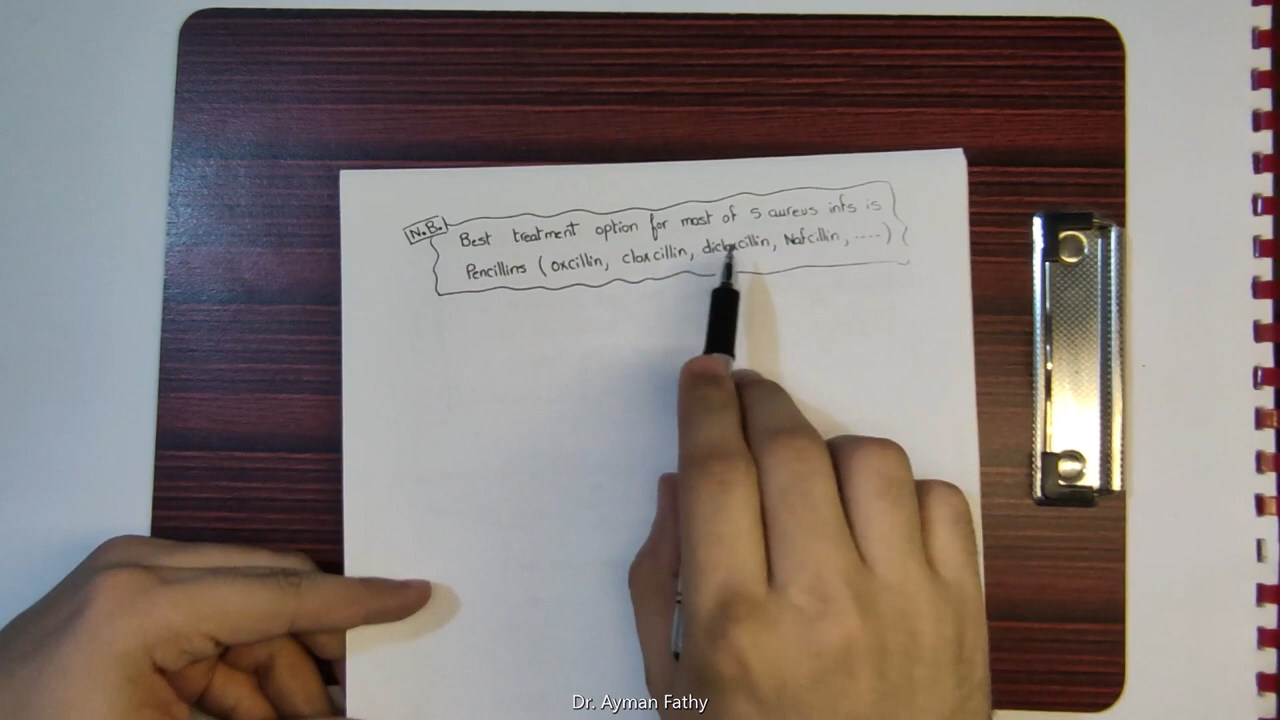 N.B.
Best treatment option for most of S aureus infs is
Pencillins (oxcillin, cloxcillin, dicloxcillin, Nafcillin, ....)
Dr. Ayman Fathy